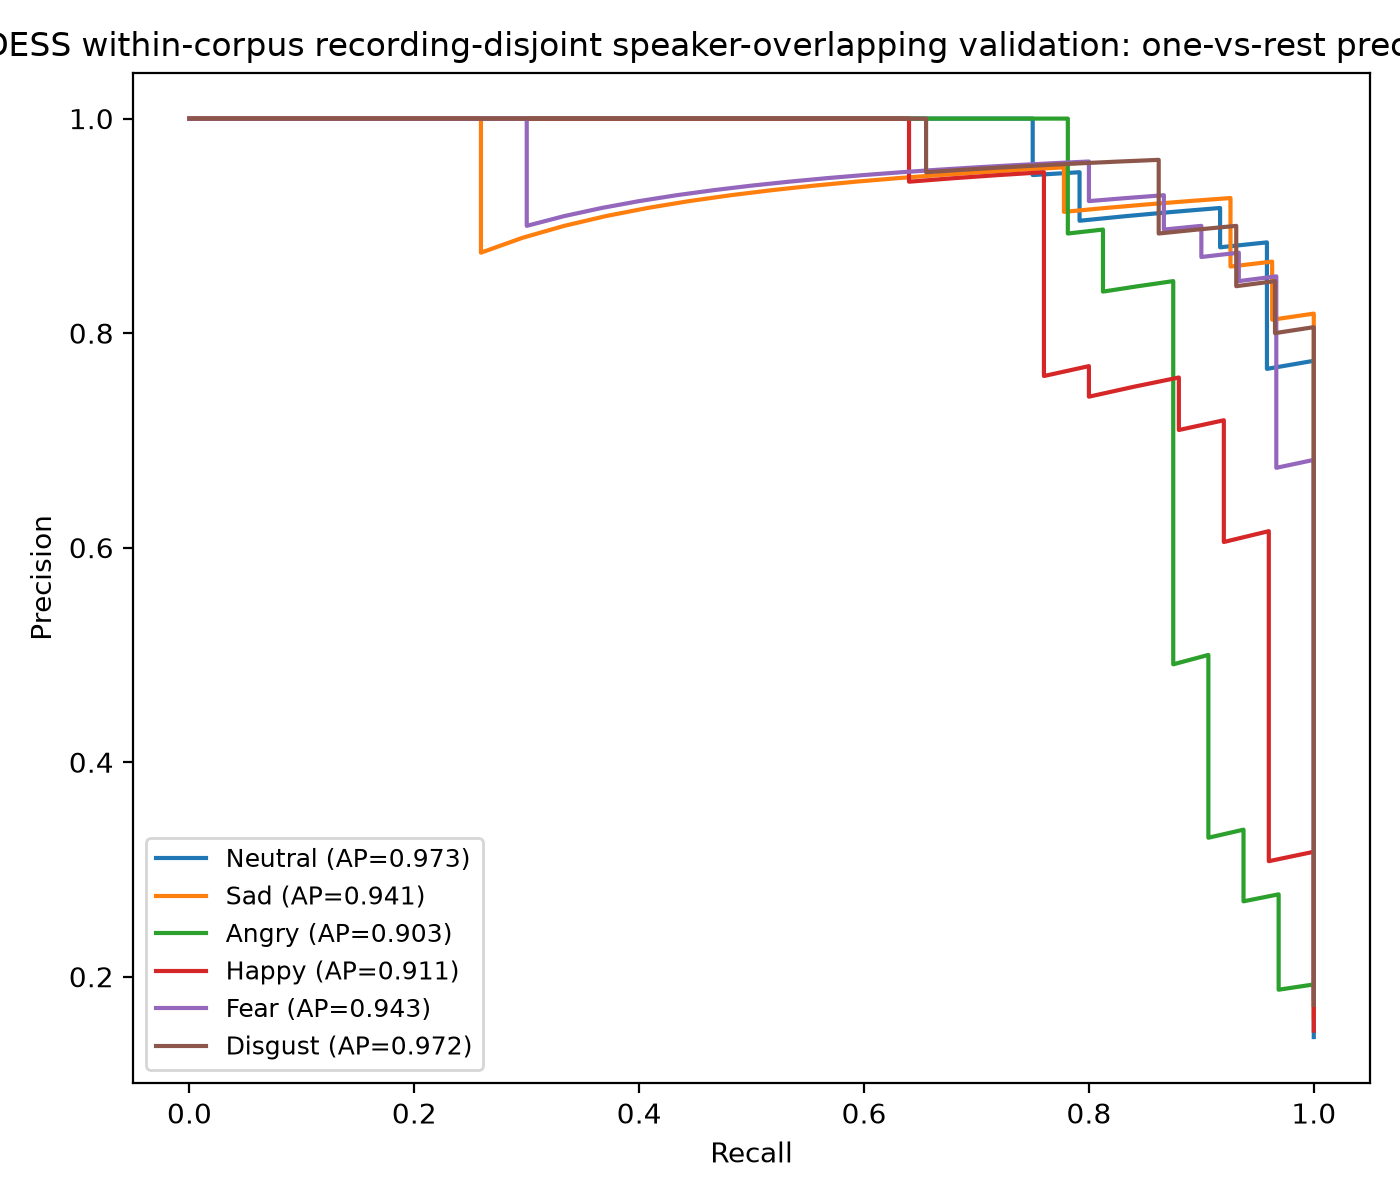 DESS within-corpus recording-disjoint speaker-overlapping validation: one-vs-rest
1.0
0.8
0.6
0.4
0.2
Precision
Neutral (AP=0.973)
Sad (AP=0.941)
Angry (AP=0.903)
Happy (AP=0.911)
Fear (AP=0.943)
Disgust (AP=0.972)
0.0 0.2 0.4 0.6 0.8 1.0
Recall